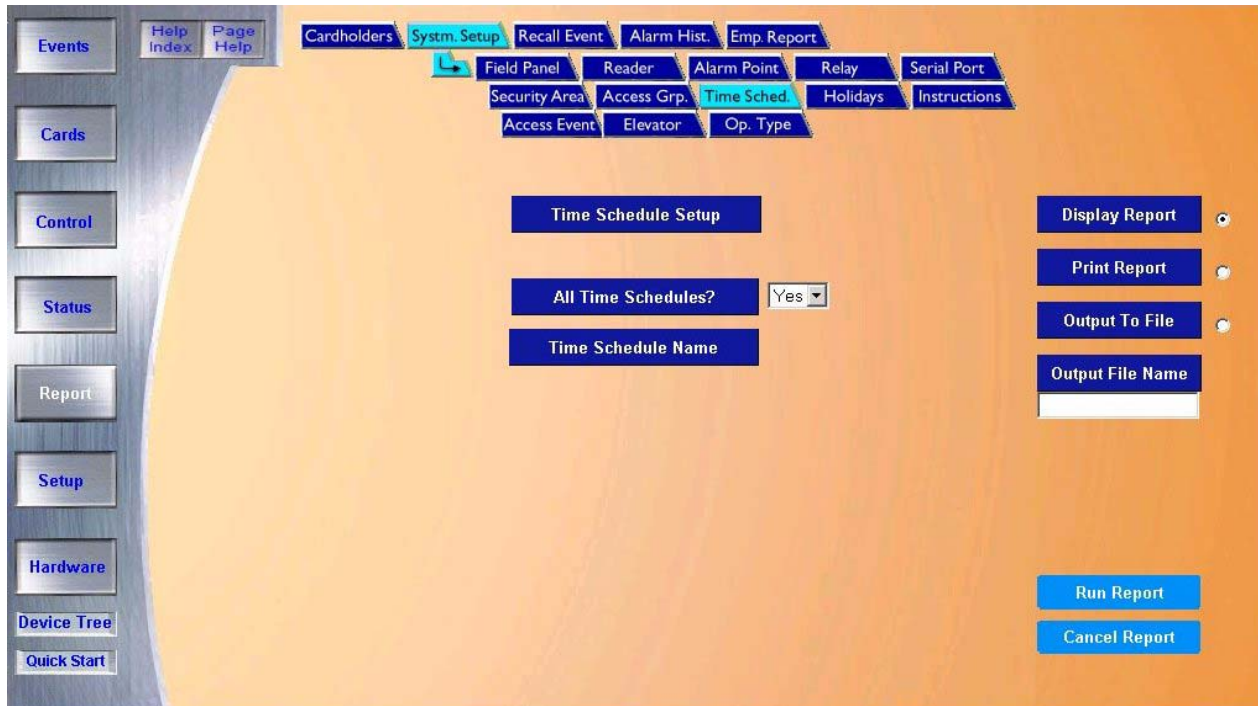 Events
Cards
Control
Status
Report
Setup
Hardware
Device Tree
Quick Start
Help Index
Page Help
Cardholders Systm. Setup Recall Event Alarm Hist. Emp. Report
Field Panel Reader Alarm Point Relay Serial Port
Security Area Access Grp. Time Sched. Holidays Instructions
Access Event Elevator Op. Type
Time Schedule Setup
All Time Schedules? Yes
Time Schedule Name
Display Report
Print Report
Output To File
Output File Name
Run Report
Cancel Report